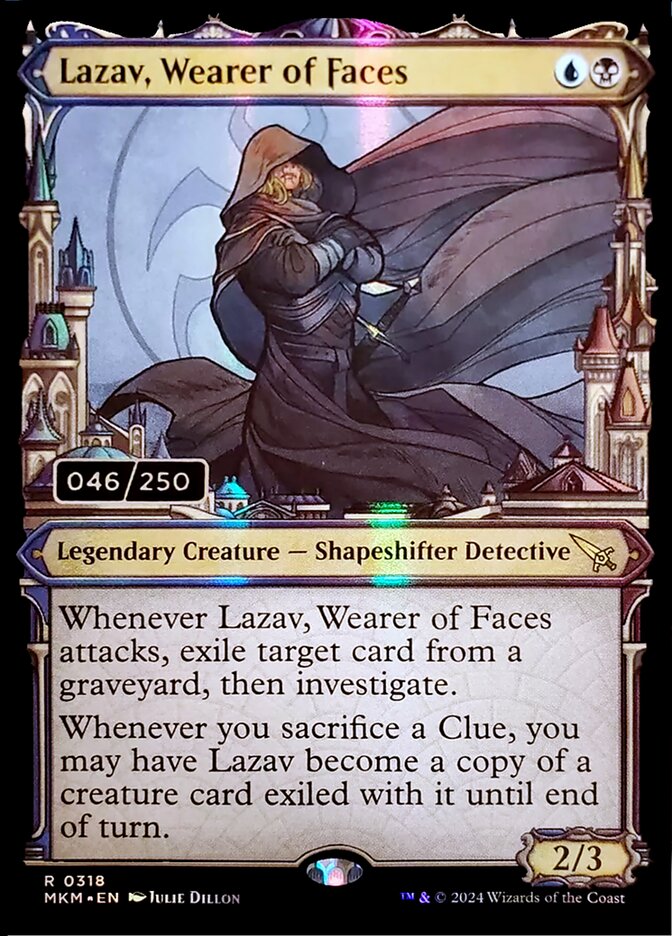 Lazav, Wearer of Faces
046/250
Legendary Creature — Shapeshifter Detective
Whenever Lazav, Wearer of Faces
attacks, exile target card from a
graveyard, then investigate.
Whenever you sacrifice a Clue, you
may have Lazav become a copy of a
creature card exiled with it until end
of turn.
2/3
R 0318
MKM★EN Julie Dillon
™ & © 2024 Wizards of the Coast